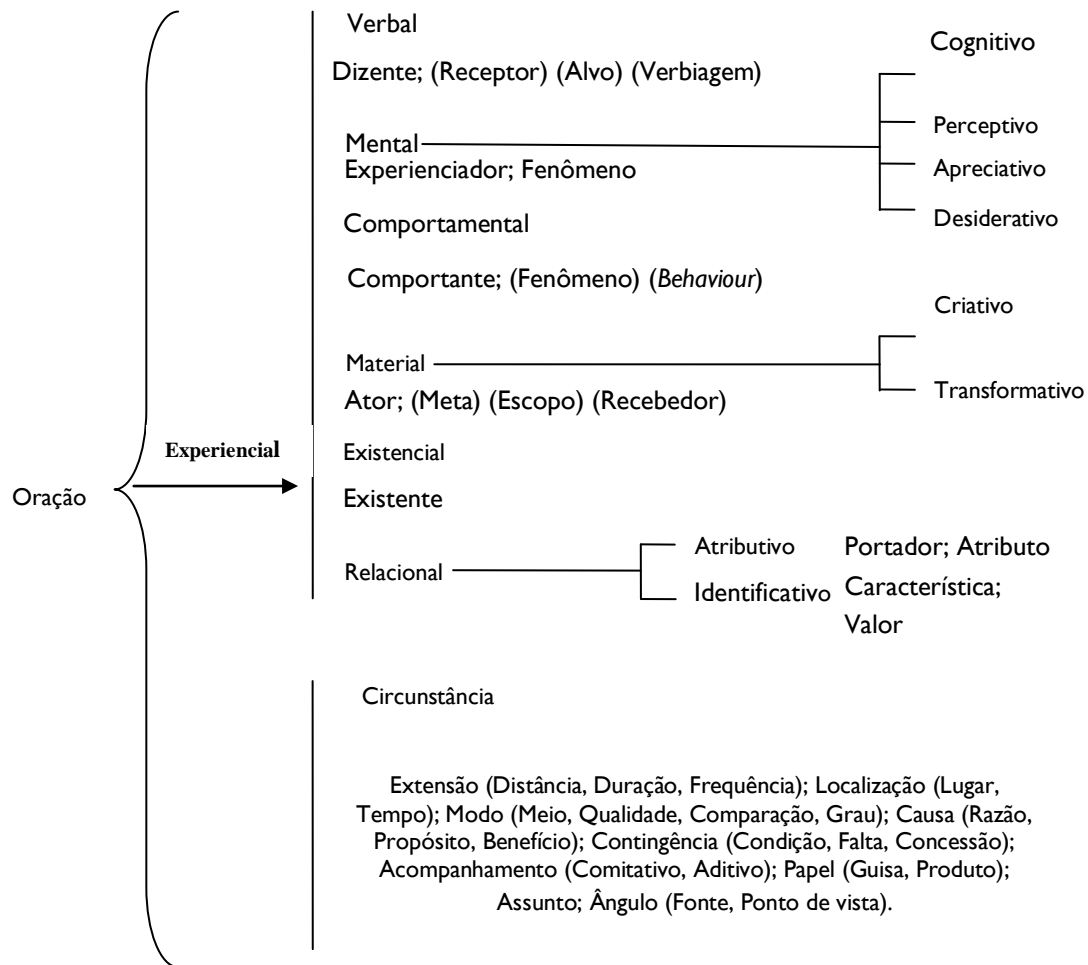 Verbal
Cognitivo
Dizente; (Receptor) (Alvo) (Verbiagem)
Perceptivo
Mental
Experienciador; Fenômeno
Apreciativo
Desiderativo
Comportamental
Comportante; (Fenômeno) (Behaviour)
Criativo
Material
Transformativo
Ator; (Meta) (Escopo) (Recebedor)
Experiencial
Existencial
Oração
Existente
Atributivo
Portador; Atributo
Relacional
Identificativo
Característica;
Valor
Circunstância
Extensão (Distância, Duração, Frequência); Localização (Lugar,
Tempo); Modo (Meio, Qualidade, Comparação, Grau); Causa (Razão,
Propósito, Benefício); Contingência (Condição, Falta, Concessão);
Acompanhamento (Comitativo, Aditivo); Papel (Guisa, Produto);
Assunto; Ângulo (Fonte, Ponto de vista).